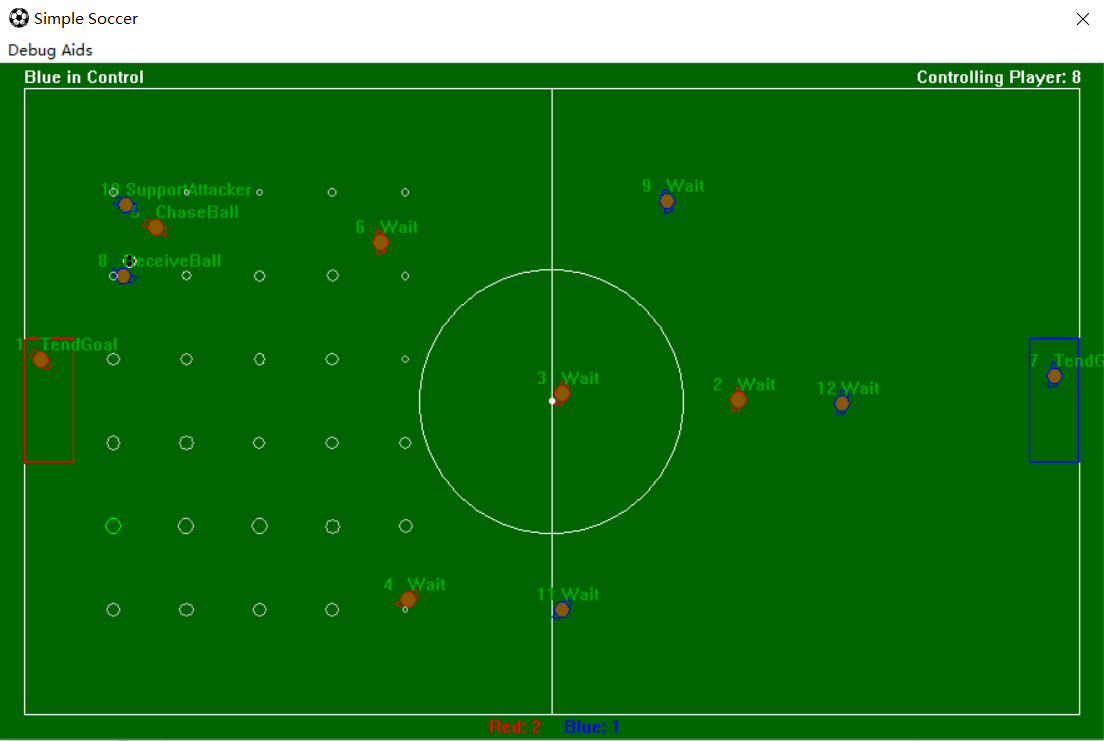 Simple Soccer
Debug Aids
Blue in Control
Controlling Player: 8
10 SupportAttacker
9 Wait
5 ChaseBall
6 Wait
8 ReceiveBall
1 TendGoal
7 TendG
3 Wait
2 Wait
12 Wait
4 Wait
11 Wait
Red: 2
Blue: 1